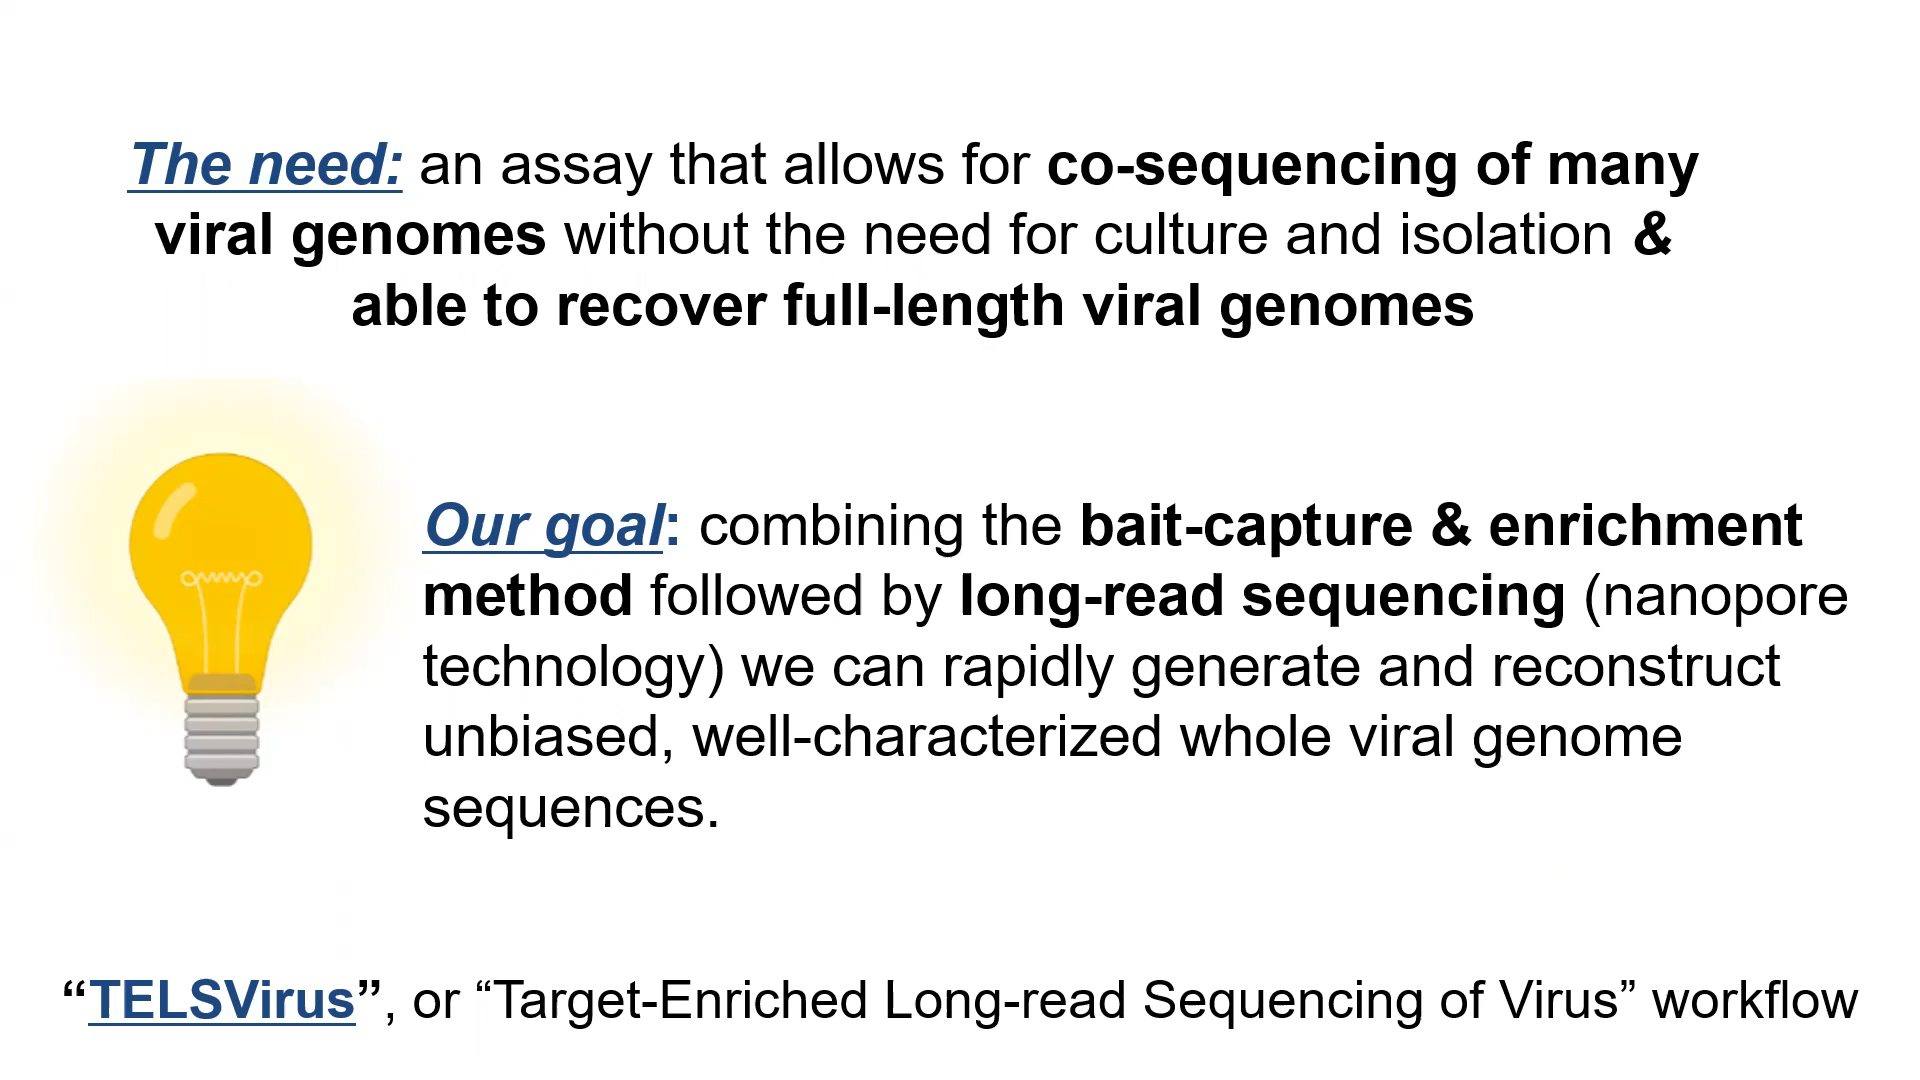 The need: an assay that allows for co-sequencing of many
viral genomes without the need for culture and isolation &
able to recover full-length viral genomes
Our goal: combining the bait-capture & enrichment
method followed by long-read sequencing (nanopore
technology) we can rapidly generate and reconstruct
unbiased, well-characterized whole viral genome
sequences.
“TELSVirus”, or “Target-Enriched Long-read Sequencing of Virus” workflow